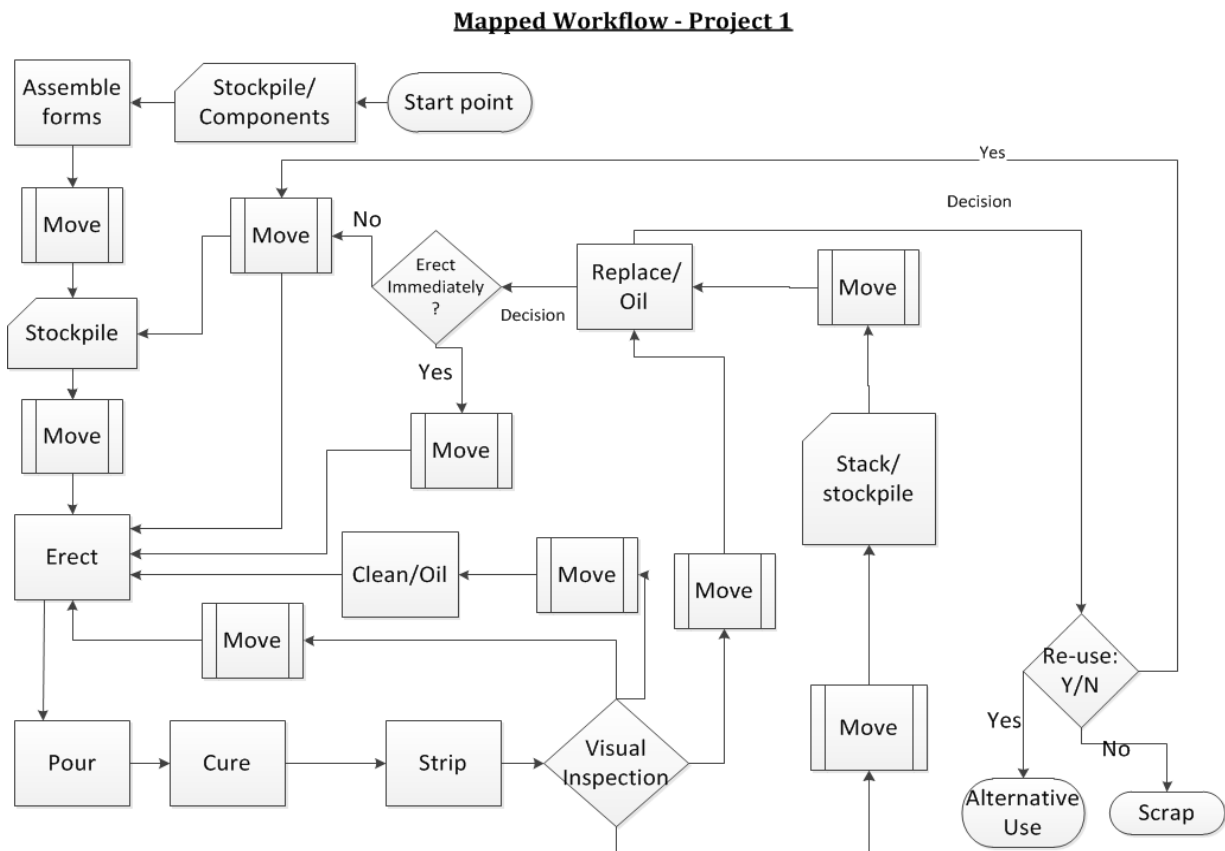 Mapped Workflow - Project 1
Assemble
forms
Stockpile/
Components
Start point
Yes
Decision
Move
Move
No
Erect
Immediately
?
Decision
Replace/
Oil
Move
Stockpile
Yes
Move
Move
Stack/
stockpile
Erect
Clean/Oil
Move
Move
Move
Re-use:
Y/N
Move
Yes
No
Pour
Cure
Strip
Visual
Inspection
Alternative
Use
Scrap